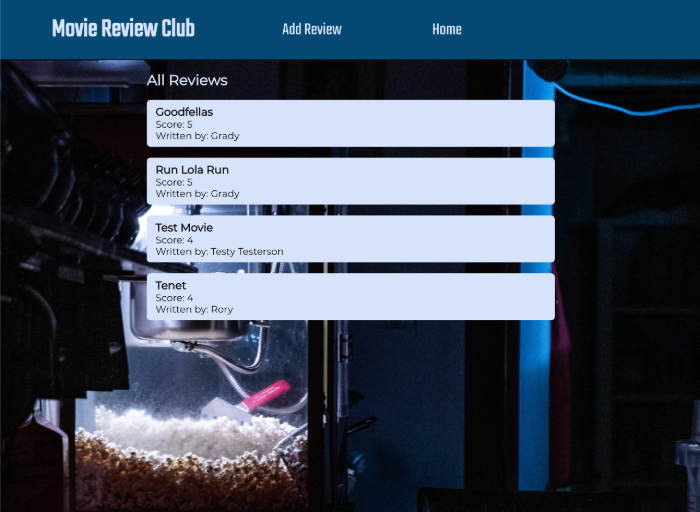 Movie Review Club
Add Review
Home
All Reviews
Goodfellas
Score: 5
Written by: Grady
Run Lola Run
Score: 5
Written by: Grady
Test Movie
Score: 4
Written by: Testy Testerson
Tenet
Score: 4
Written by: Rory